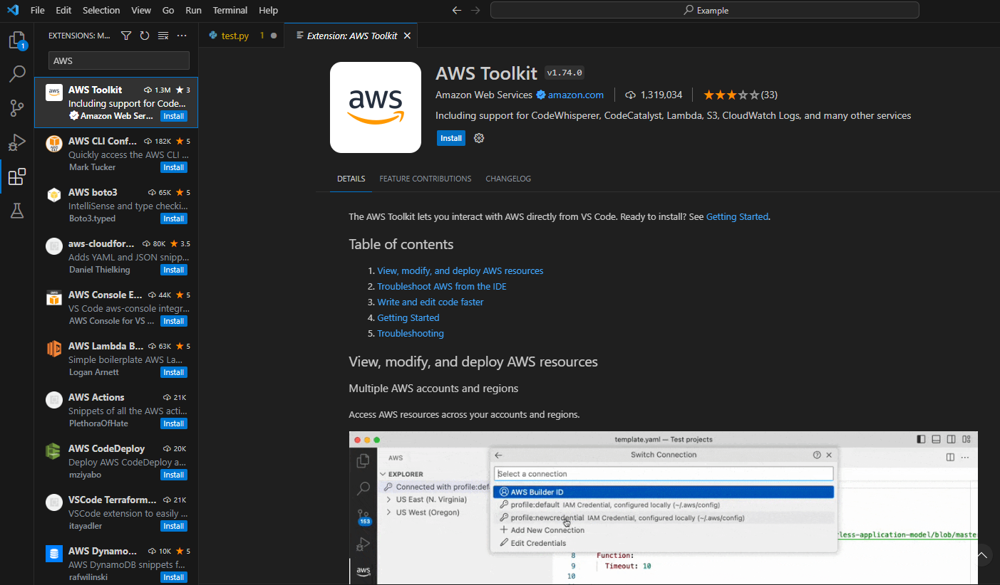 File Edit Selection View Go Run Terminal Help
Example
EXTENSIONS: M...
test.py 1
Extension: AWS Toolkit
1
AWS
AWS Toolkit 1.3M 3
Including support for Code...
Amazon Web Ser... Install
AWS CLI Conf... 182K 5
Quickly access the AWS CLI ...
Mark Tucker Install
AWS boto3 65K 5
IntelliSense and type checki...
Boto3.typed Install
aws-cloudfor... 80K 3.5
Adds YAML and JSON snipp...
Daniel Thielking Install
AWS Console E... 44K 5
VS Code aws-console integr...
AWS Console for VS ... Install
AWS Lambda B... 63K 5
Simple boilerplate AWS La...
Logan Arnett Install
AWS Actions 21K
Snippets of all the AWS acti...
PlethoraOfHate Install
AWS CodeDeploy 20K
Deploy AWS CodeDeploy a...
mziyabo Install
VSCode Terraform... 21K
VSCode extension to easily ...
itayadler Install
AWS Dynamo... 10K 5
AWS DynamoDB snippets f...
rafwilinski Install
aws
AWS Toolkit v1.74.0
Amazon Web Services amazon.com 1,319,034 (33)
Including support for CodeWhisperer, CodeCatalyst, Lambda, S3, CloudWatch Logs, and many other services
Install
DETAILS FEATURE CONTRIBUTIONS CHANGELOG
The AWS Toolkit lets you interact with AWS directly from VS Code. Ready to install? See Getting Started.
Table of contents
1. View, modify, and deploy AWS resources
2. Troubleshoot AWS from the IDE
3. Write and edit code faster
4. Getting Started
5. Troubleshooting
View, modify, and deploy AWS resources
Multiple AWS accounts and regions
Access AWS resources across your accounts and regions.
template.yaml — Test projects
AWS
EXPLORER
Connected with profile:def
US East (N. Virginia)
US West (Oregon)
153
aws
Switch Connection
Select a connection
AWS Builder ID
profile:default IAM Credential, configured locally (~/.aws/config)
profile:newcredential IAM Credential, configured locally (~/.aws/config)
Add New Connection
Edit Credentials
rless-application-model/blob/maste
8 Function:
9 Timeout: 10
10